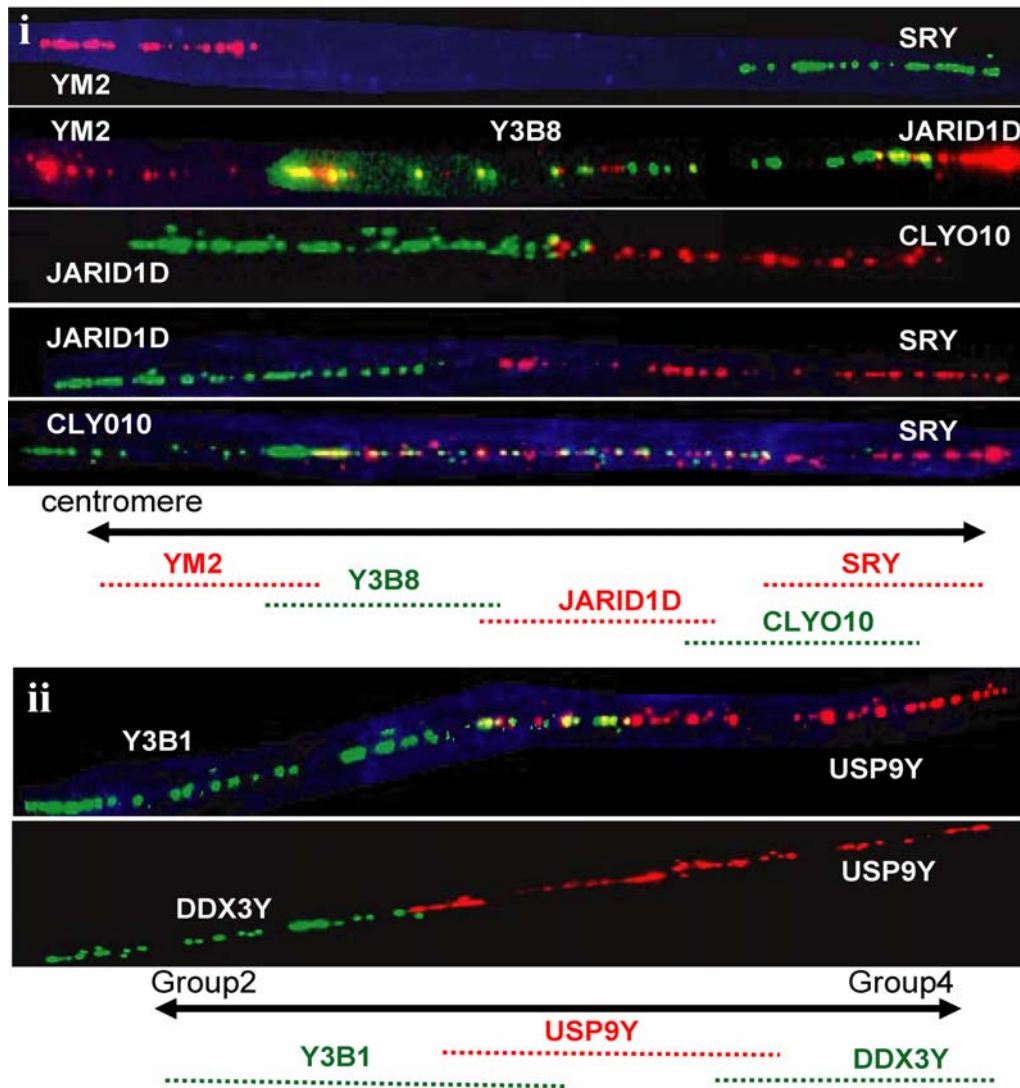 i
SRY
YM2
YM2 Y3B8 JARID1D
CLYO10
JARID1D
JARID1D SRY
CLY010 SRY
centromere
YM2 SRY
Y3B8
JARID1D
CLYO10
ii
Y3B1
USP9Y
USP9Y
DDX3Y
Group2 Group4
USP9Y
Y3B1 DDX3Y